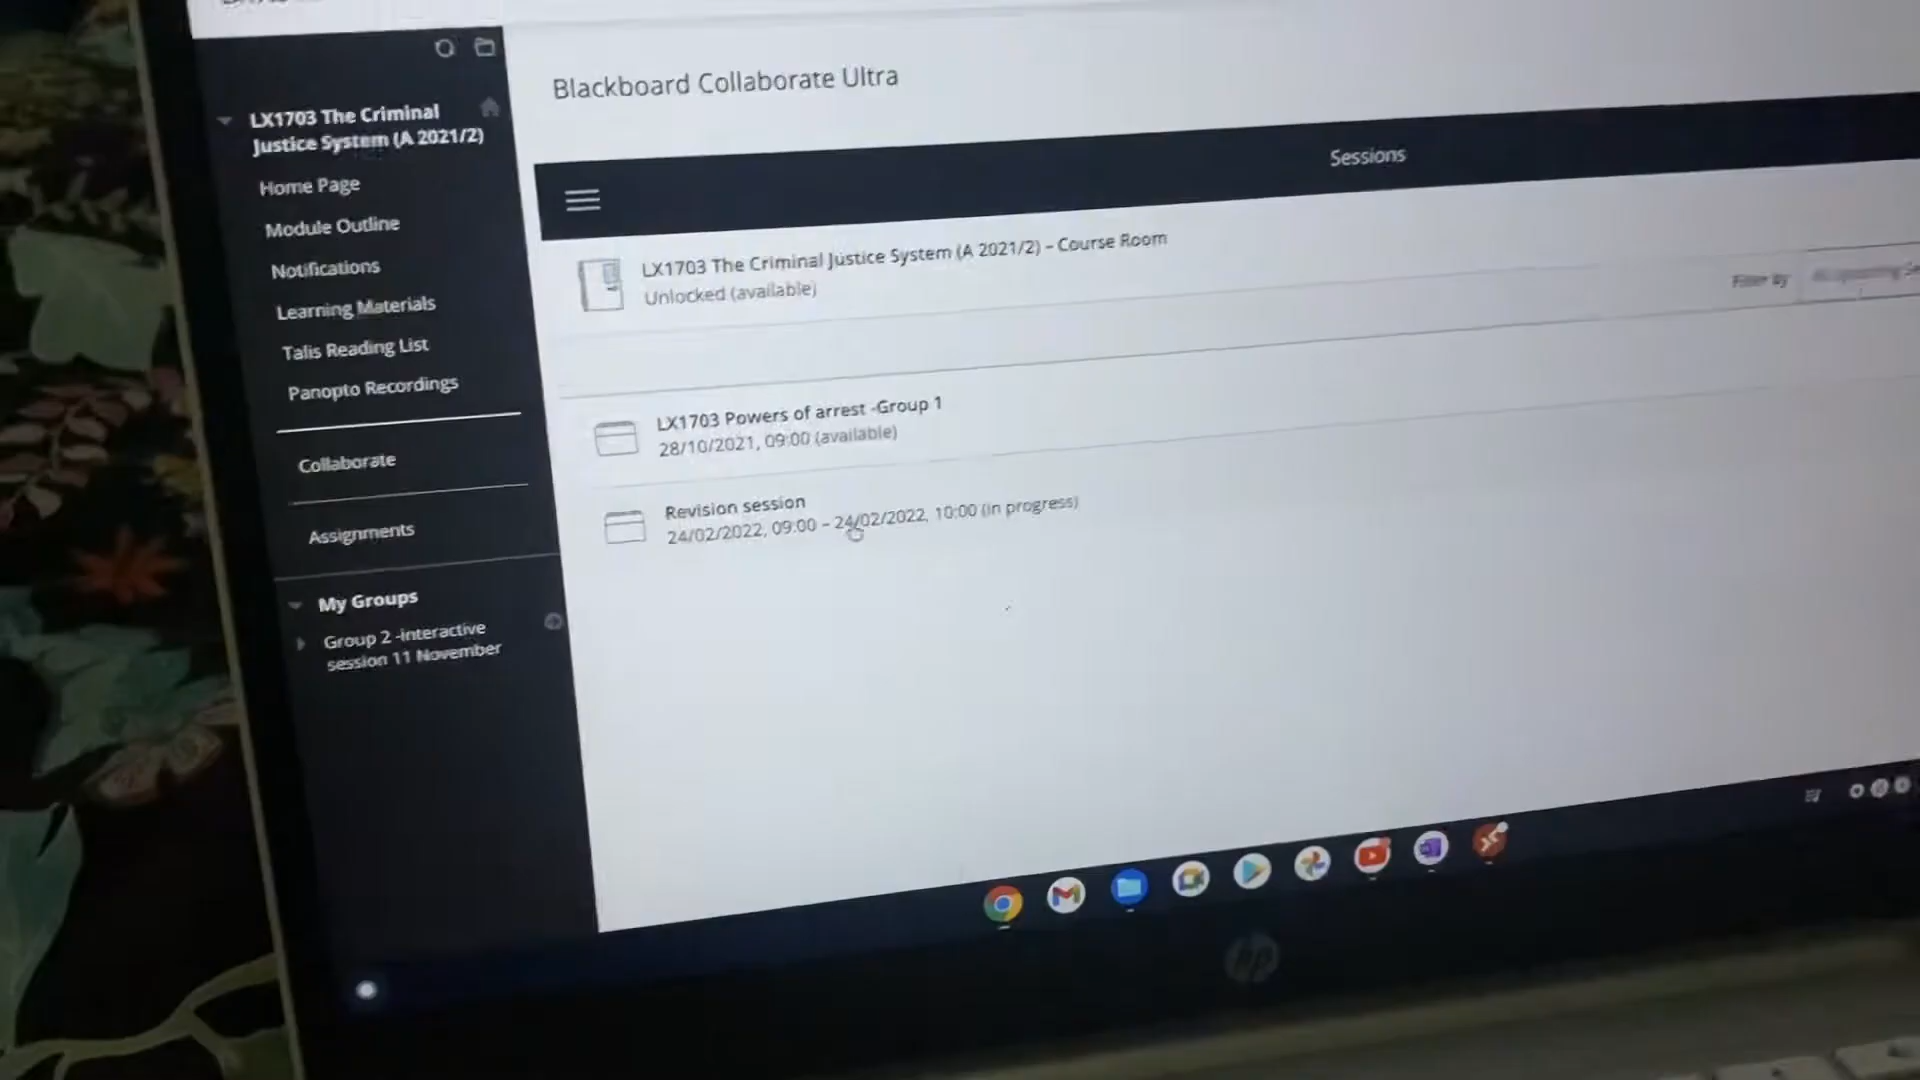 LX1703 The Criminal
Justice System (A 2021/2)
Home Page
Module Outline
Notifications
Learning Materials
Talis Reading List
Panopto Recordings
Collaborate
Assignments
My Groups
Group 2 -interactive
session 11 November
Blackboard Collaborate Ultra
Sessions
LX1703 The Criminal Justice System (A 2021/2) – Course Room
Unlocked (available)
Filter by
LX1703 Powers of arrest -Group 1
28/10/2021, 09:00 (available)
Revision session
24/02/2022, 09:00 – 24/02/2022, 10:00 (in progress)
hp